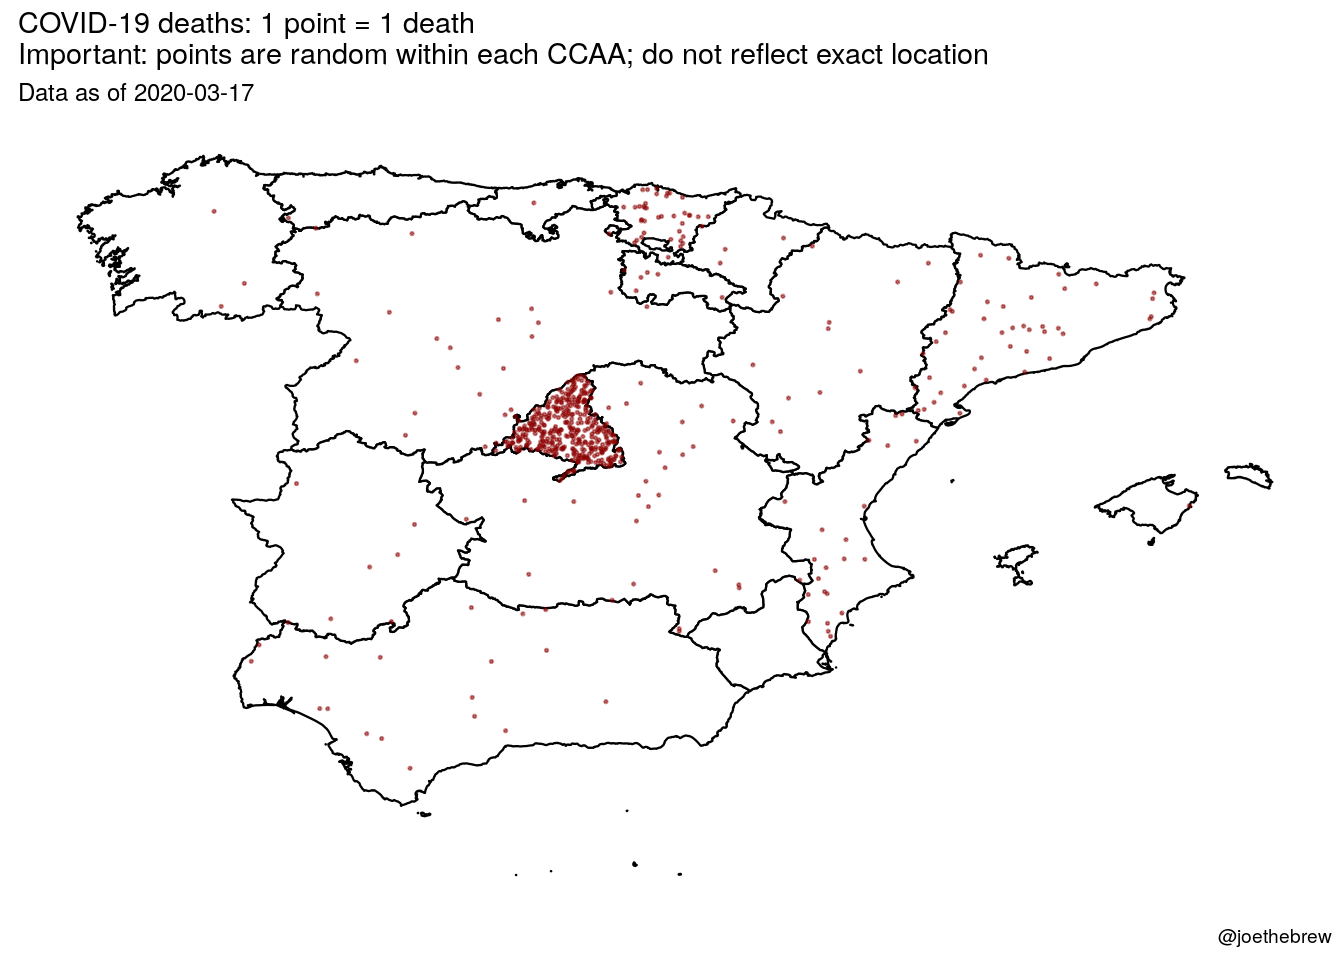 COVID-19 deaths: 1 point = 1 death
Important: points are random within each CCAA; do not reflect exact location
Data as of 2020-03-17
@joethebrew